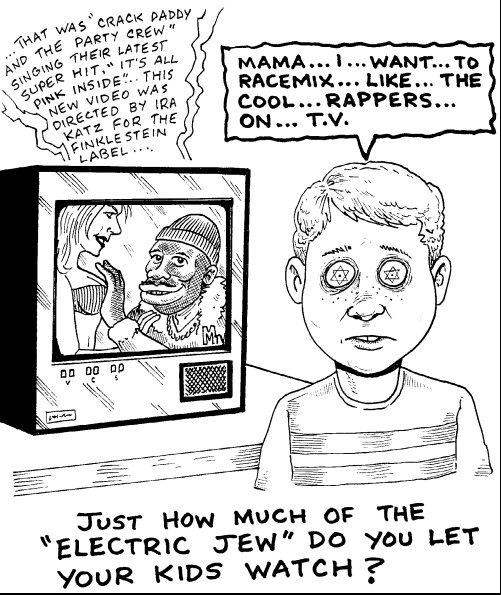 ...THAT WAS "CRACK DADDY
AND THE PARTY CREW"
SINGING THEIR LATEST
SUPER HIT, "IT'S ALL
PINK INSIDE"... THIS
NEW VIDEO WAS
DIRECTED BY IRA
KATZ FOR THE
FINKLESTEIN
LABEL...
MAMA... I... WANT... TO
RACEMIX... LIKE... THE
COOL... RAPPERS...
ON... T.V.
V C S
JUST HOW MUCH OF THE
"ELECTRIC JEW" DO YOU LET
YOUR KIDS WATCH?